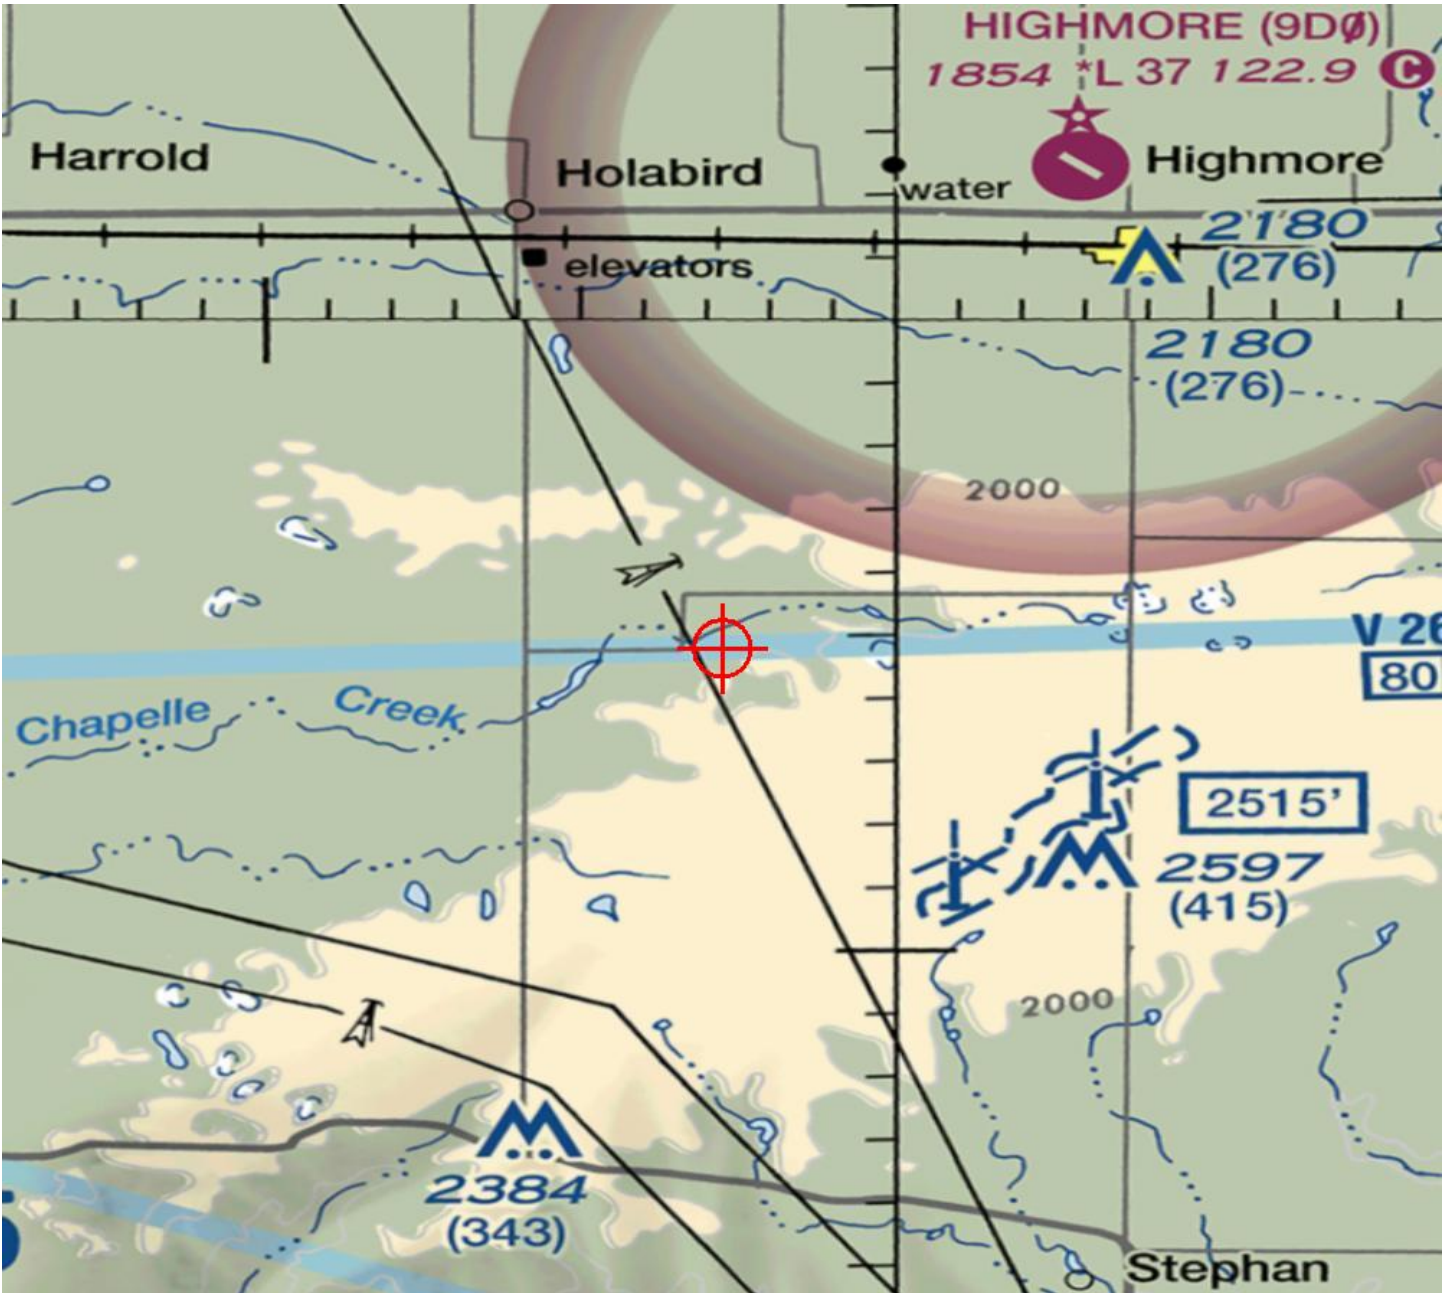 HIGHMORE (9DØ)
1854 *L 37 122.9 C
Harrold
Holabird
Highmore
water
2180
(276)
elevators
2180
(276)
2000
V 26
80
Chapelle Creek
2515'
2597
(415)
2000
2384
(343)
Stephan